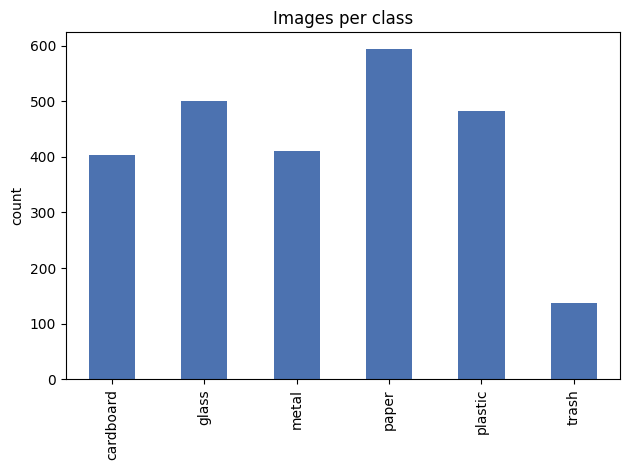 Images per class
count
600
500
400
300
200
100
0
cardboard
glass
metal
paper
plastic
trash